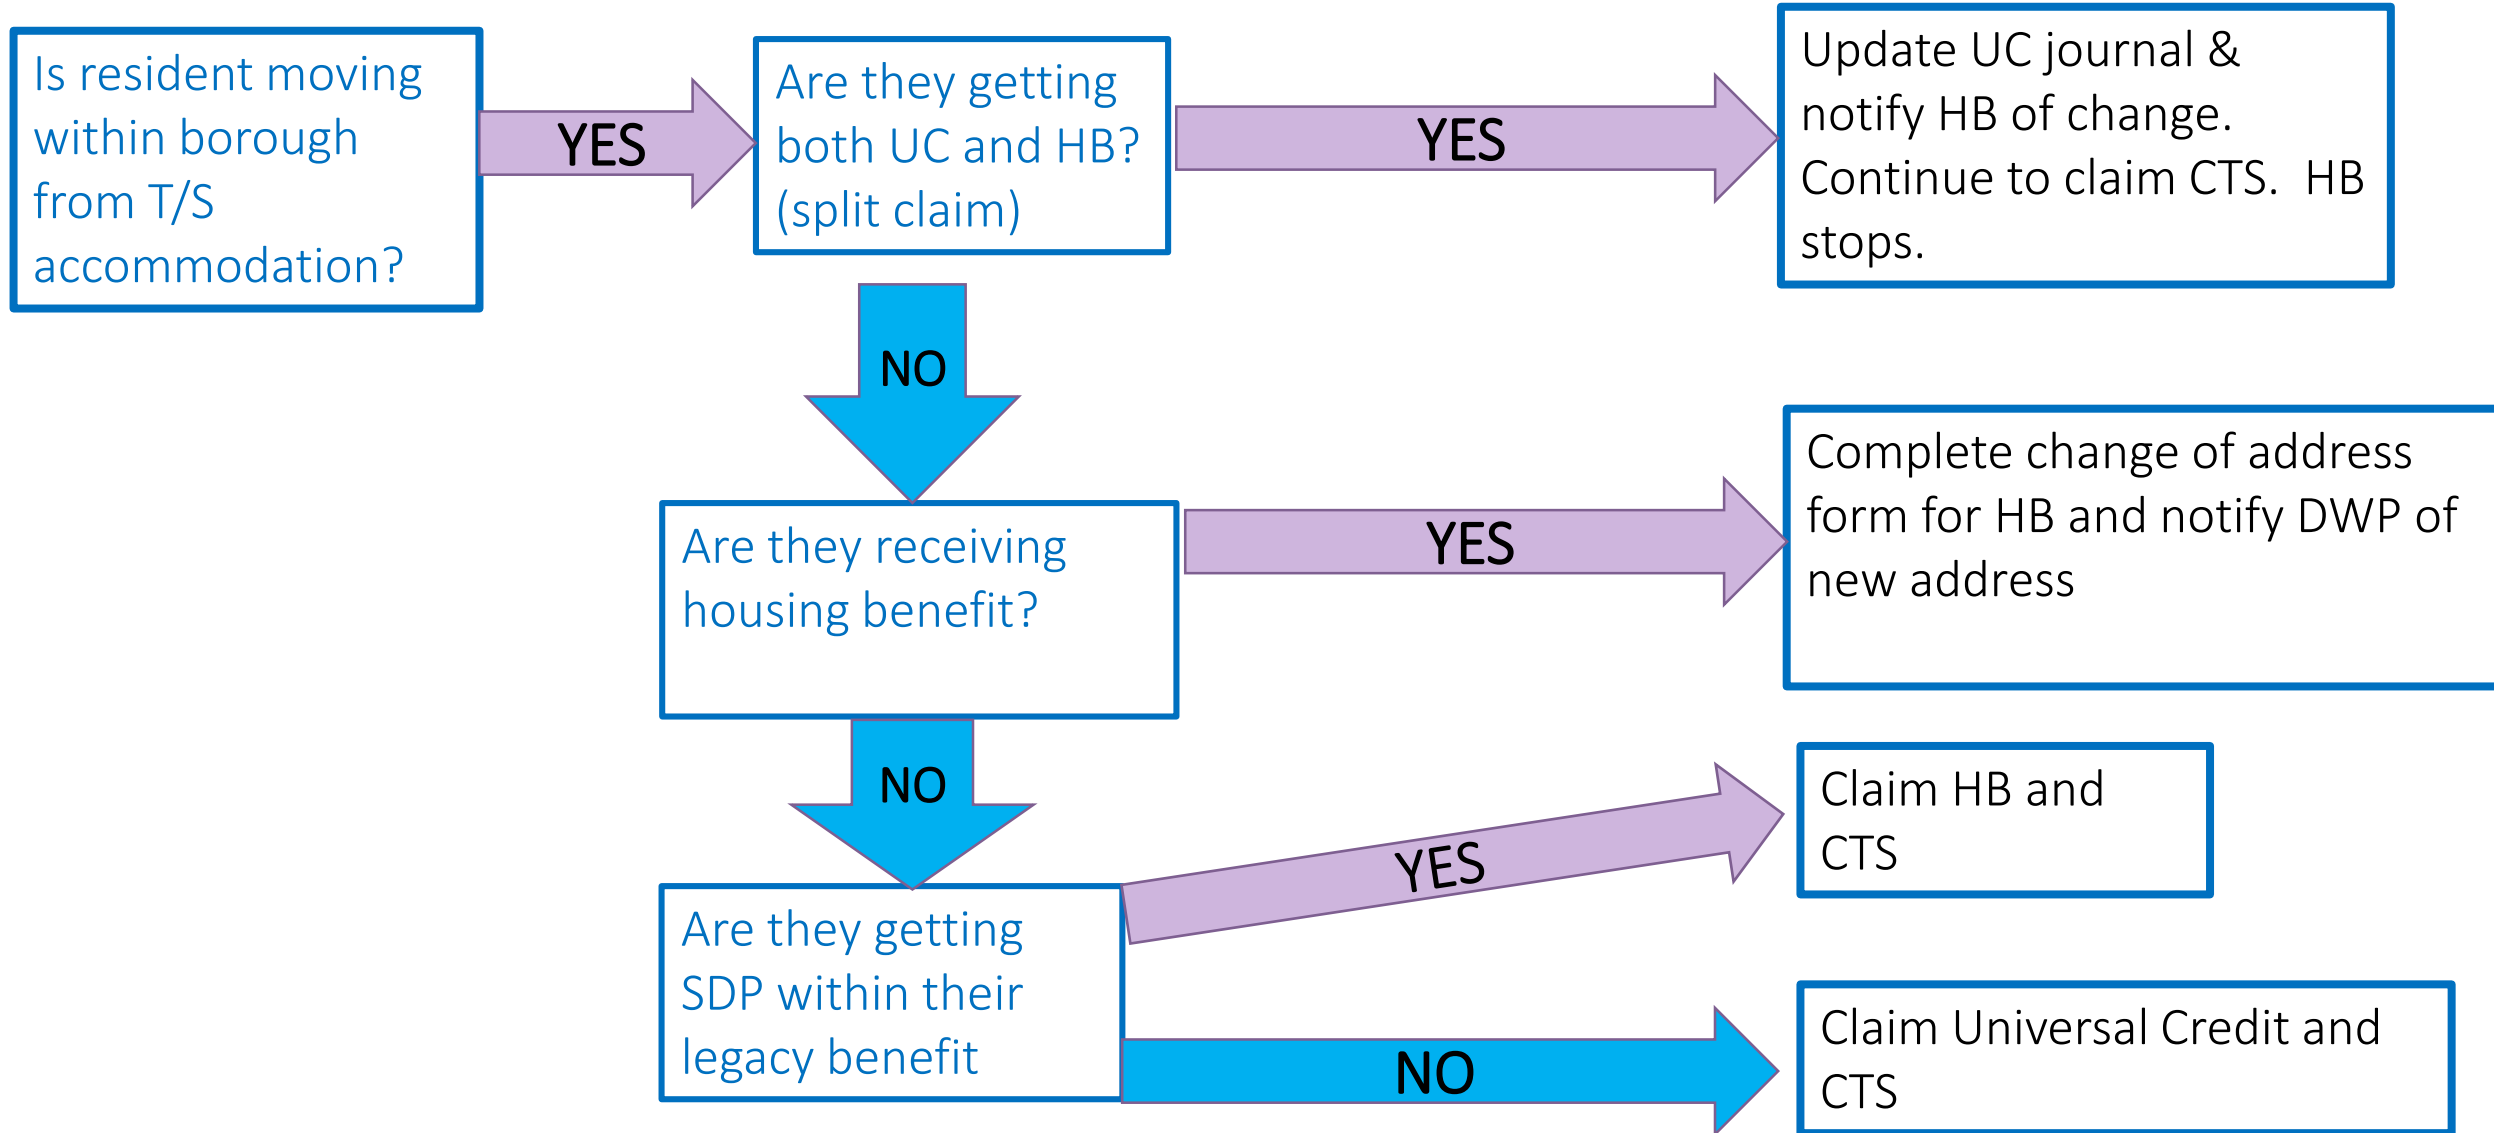 Is resident moving
within borough
from T/S
accommodation?
YES
Are they getting
both UC and HB?
(split claim)
YES
Update UC journal &
notify HB of change.
Continue to claim CTS.  HB
stops.
NO
Are they receiving
housing benefit?
YES
Complete change of address
form for HB and notify DWP of
new address
NO
Are they getting
SDP within their
legacy benefit
YES
Claim HB and
CTS
NO
Claim Universal Credit and
CTS